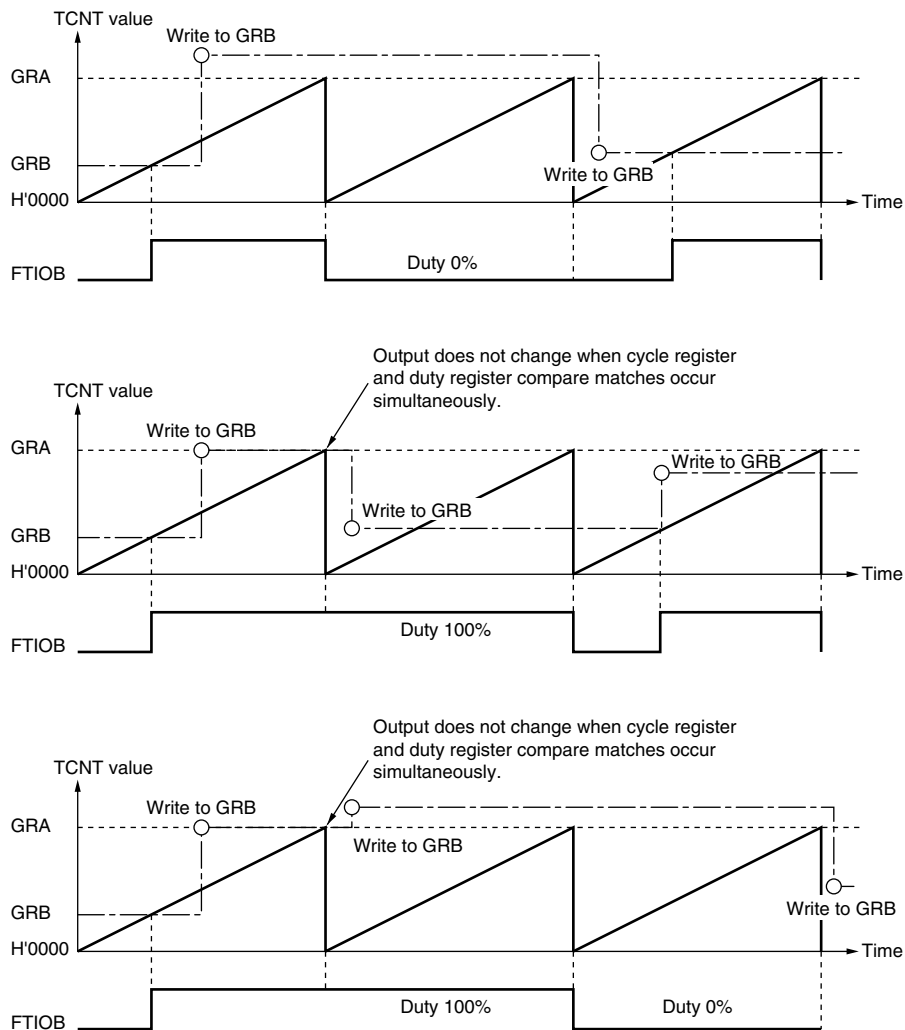 TCNT value
Write to GRB
GRA
GRB
Write to GRB
H'0000
Time
Duty 0%
FTIOB
Output does not change when cycle register
and duty register compare matches occur
simultaneously.
TCNT value
Write to GRB
GRA
Write to GRB
Write to GRB
GRB
H'0000
Time
Duty 100%
FTIOB
Output does not change when cycle register
and duty register compare matches occur
simultaneously.
TCNT value
Write to GRB
GRA
Write to GRB
GRB
Write to GRB
H'0000
Time
Duty 100%
Duty 0%
FTIOB